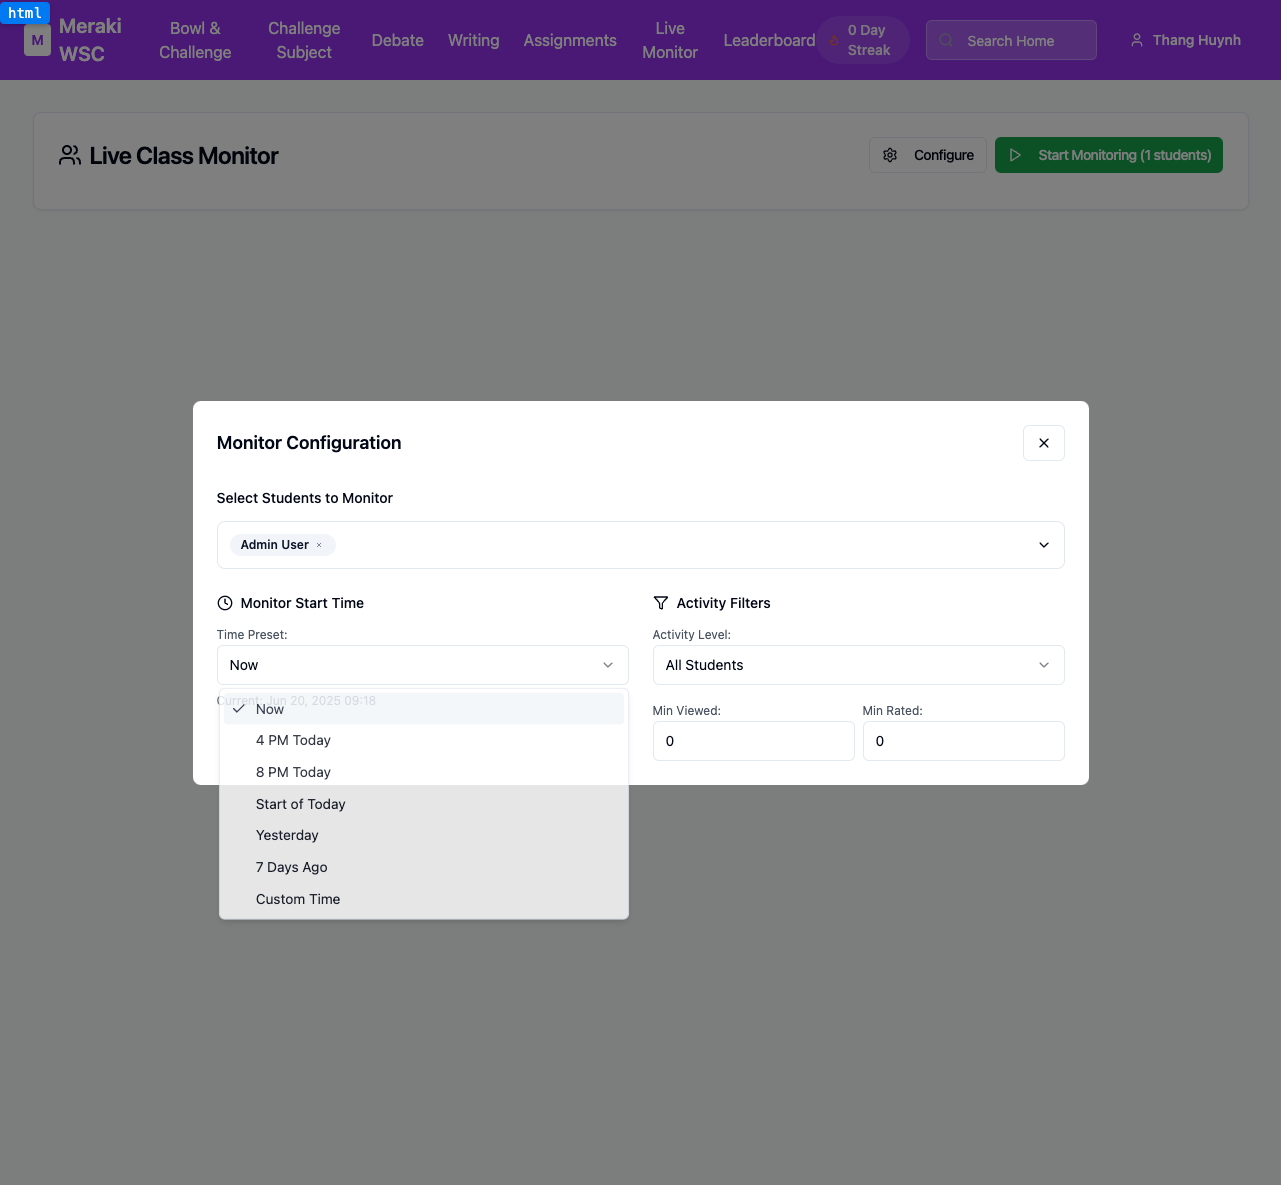 html
Meraki
WSC
M
Bowl &
Challenge
Challenge
Subject
Debate
Writing
Assignments
Live
Monitor
Leaderboard
0 Day
Streak
Search Home
Thang Huynh
Live Class Monitor
Configure
Start Monitoring (1 students)
Monitor Configuration
Select Students to Monitor
Admin User ×
Monitor Start Time
Time Preset:
Now
Current: Jun 20, 2025 09:18
Now
4 PM Today
8 PM Today
Start of Today
Yesterday
7 Days Ago
Custom Time
Activity Filters
Activity Level:
All Students
Min Viewed:
Min Rated:
0
0